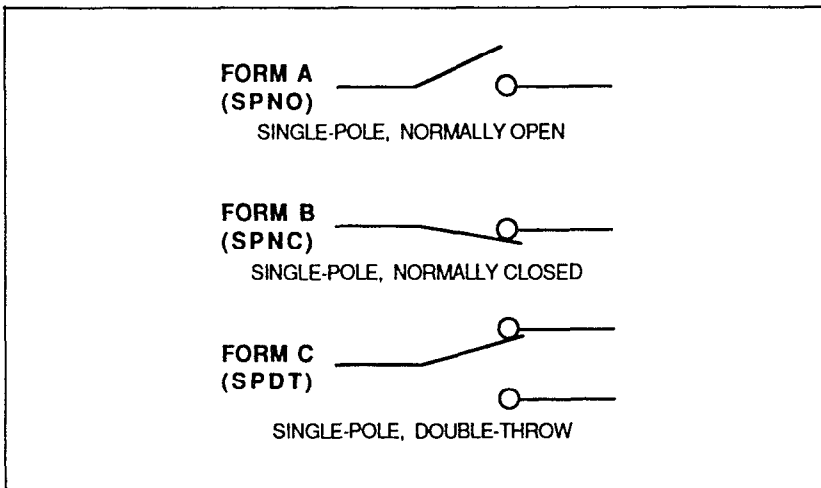 FORM A
(SPNO)
SINGLE-POLE, NORMALLY OPEN
FORM B
(SPNC)
SINGLE-POLE, NORMALLY CLOSED
FORM C
(SPDT)
SINGLE-POLE, DOUBLE-THROW